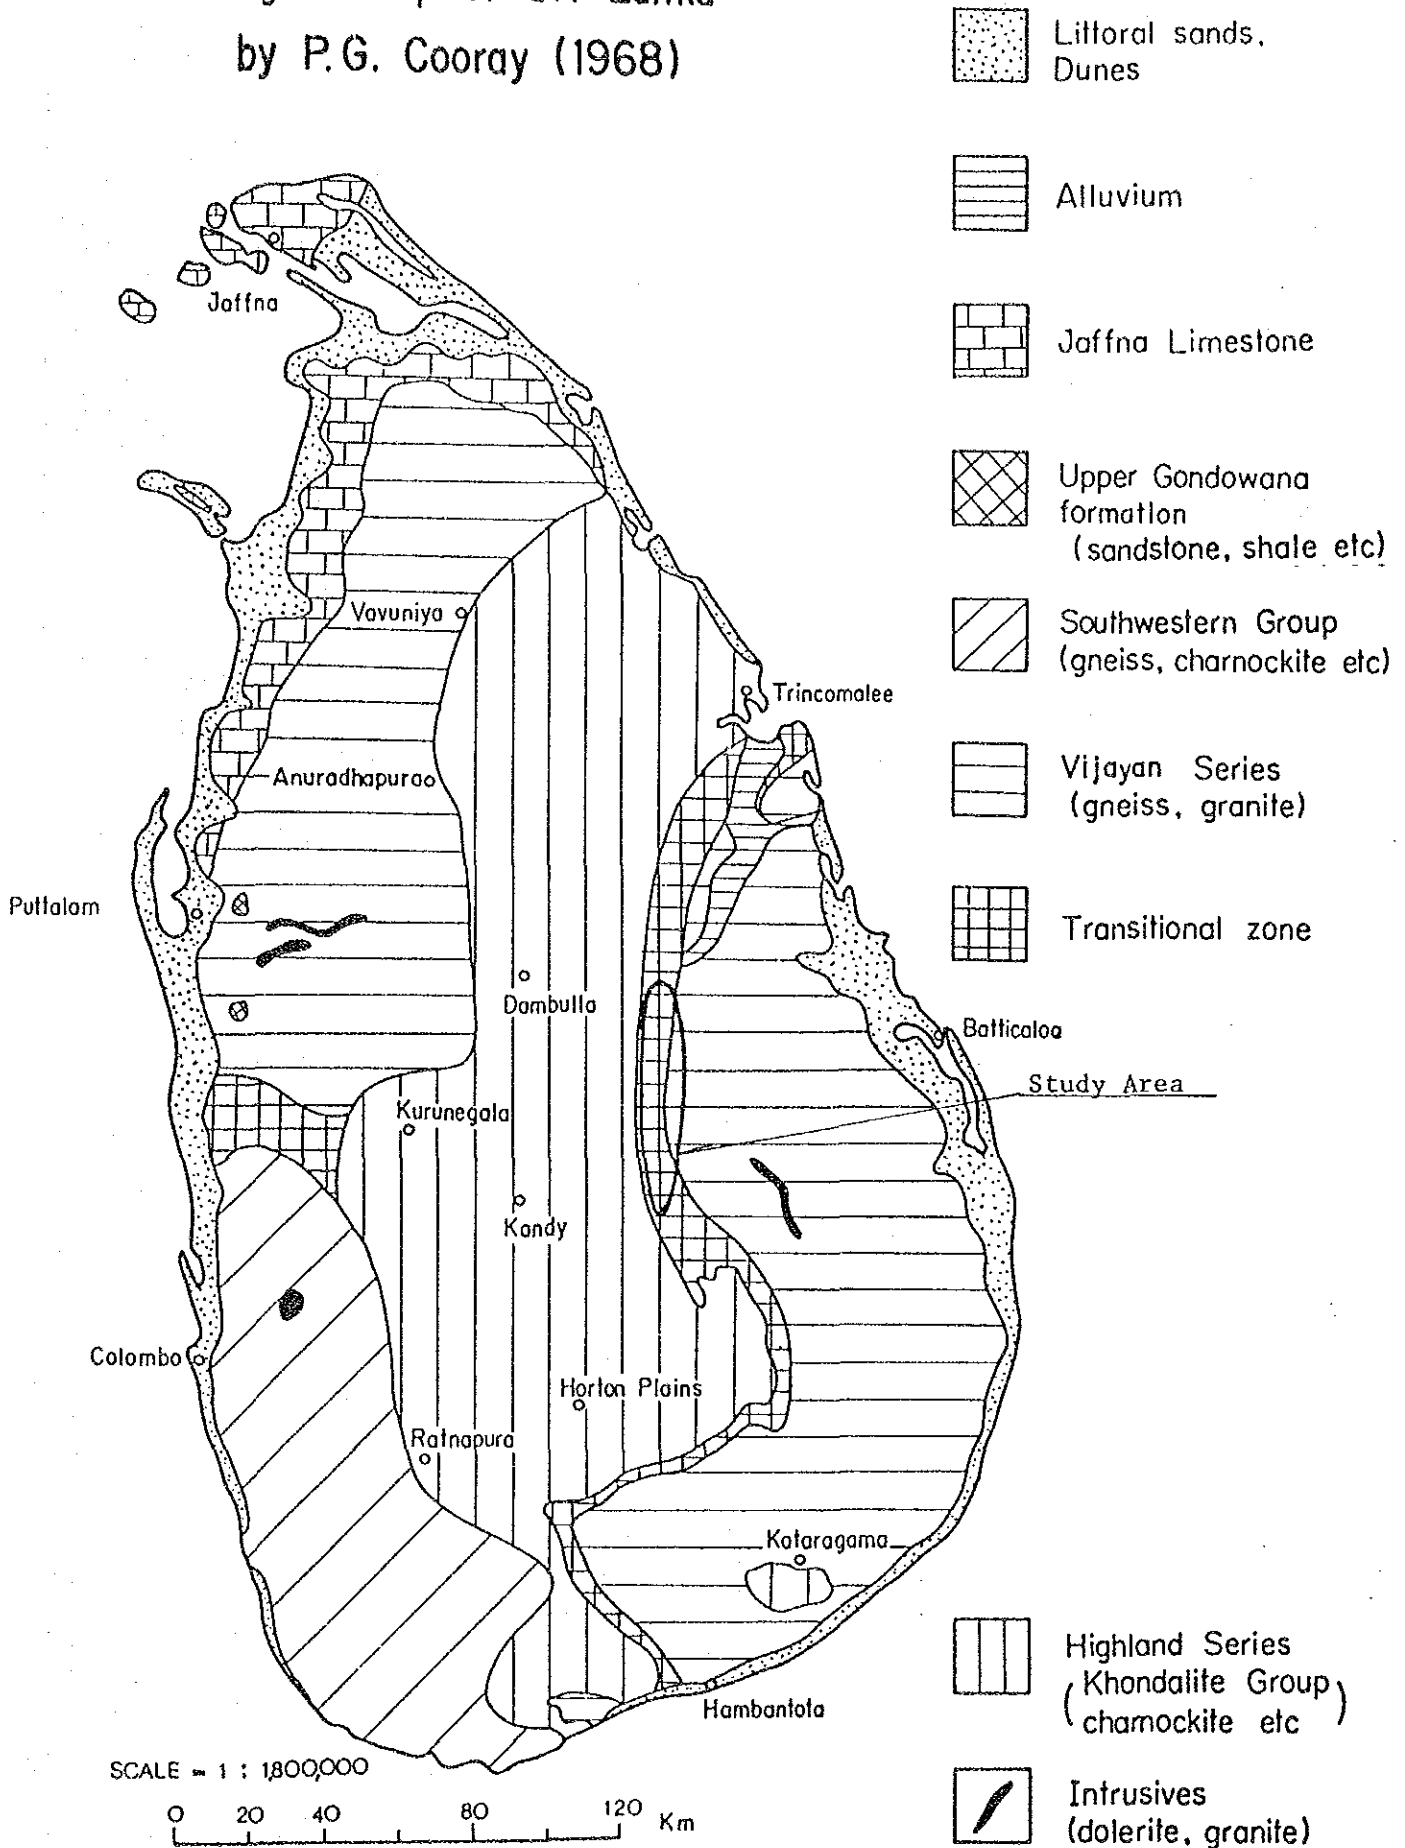 by P.G. Cooray (1968)
Littoral sands,
Dunes
Alluvium
Jaffna Limestone
Upper Gondowana
formation
(sandstone, shale etc)
Southwestern Group
(gneiss, charnockite etc)
Vijayan Series
(gneiss, granite)
Transitional zone
Jaffna
Vavuniya
Trincomalee
Anuradhapura
Puttalam
Dambulla
Batticaloa
Study Area
Kurunegala
Kandy
Colombo
Horton Plains
Ratnapura
Kataragama
Hambantota
Highland Series
(Khondalite Group
charnockite etc)
Intrusives
(dolerite, granite)
SCALE = 1 : 1,800,000
0 20 40 80 120 Km